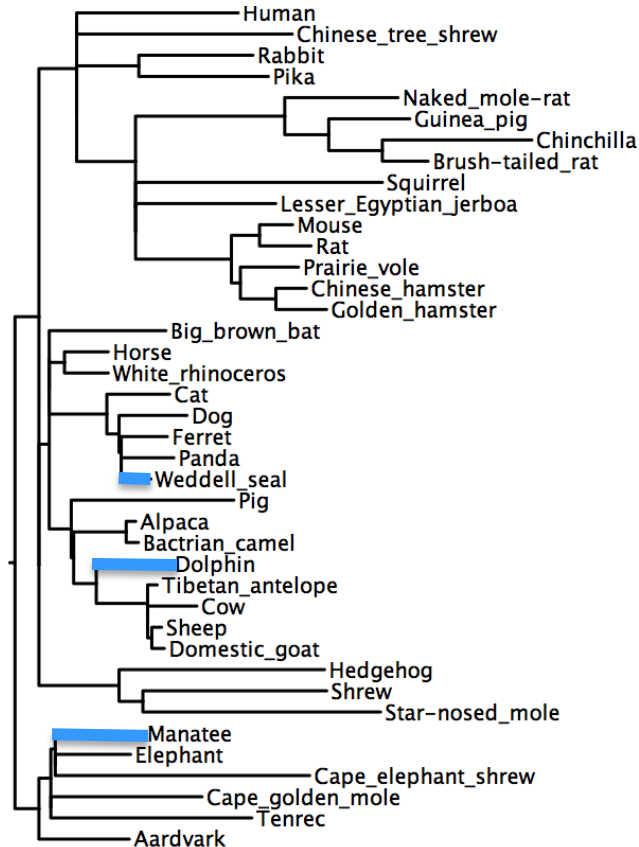 Human
Chinese_tree_shrew
Rabbit
Pika
Naked_mole-rat
Guinea_pig
Chinchilla
Brush-tailed_rat
Squirrel
Lesser_Egyptian_jerboa
Mouse
Rat
Prairie_vole
Chinese_hamster
Golden_hamster
Big_brown_bat
Horse
White_rhinoceros
Cat
Dog
Ferret
Panda
Weddell_seal
Pig
Alpaca
Bactrian_camel
Dolphin
Tibetan_antelope
Cow
Sheep
Domestic_goat
Hedgehog
Shrew
Star-nosed_mole
Manatee
Elephant
Cape_elephant_shrew
Cape_golden_mole
Tenrec
Aardvark